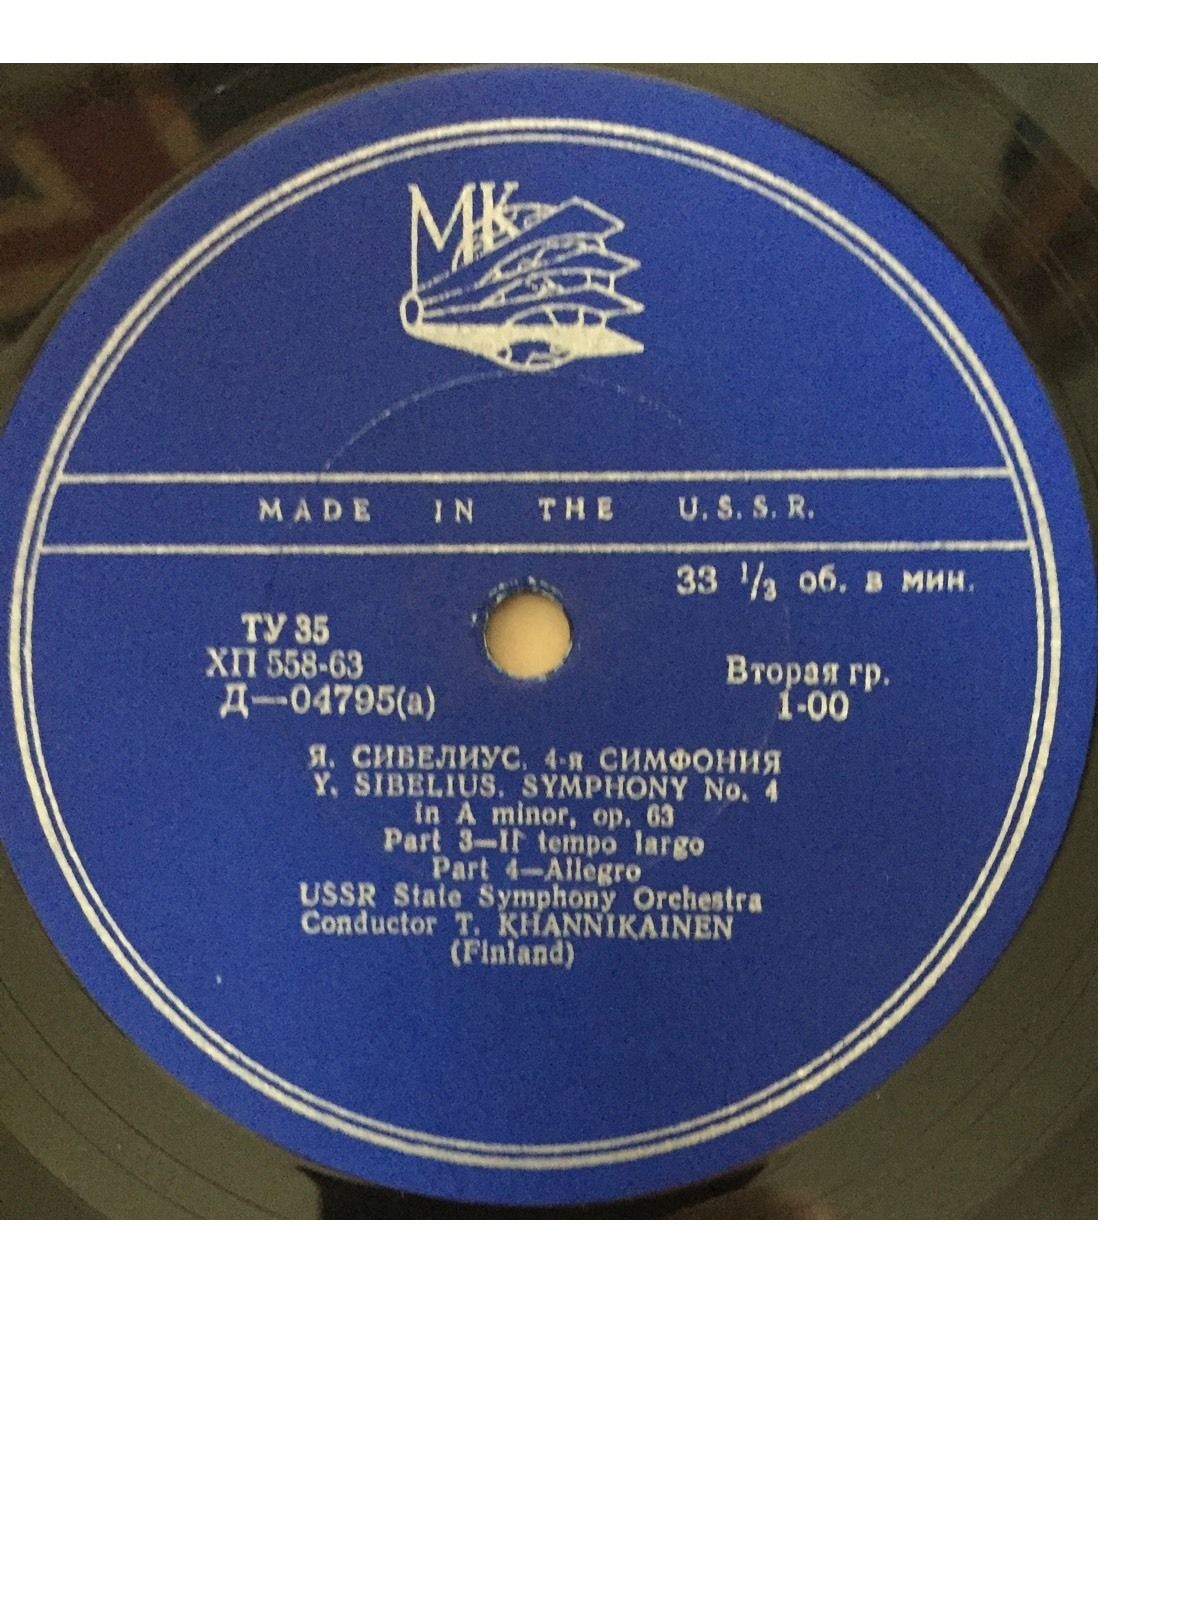 МК
MADE IN THE U.S.S.R.
33 1/3 об. в мин.
ТУ 35
ХП 558-63
Д—04795(а)
Вторая гр.
1-00
Я. СИБЕЛИУС. 4-я СИМФОНИЯ
Y. SIBELIUS. SYMPHONY No. 4
in A minor, op. 63
Part 3—Il tempo largo
Part 4—Allegro
USSR State Symphony Orchestra
Conductor T. KHANNIKAINEN
(Finland)